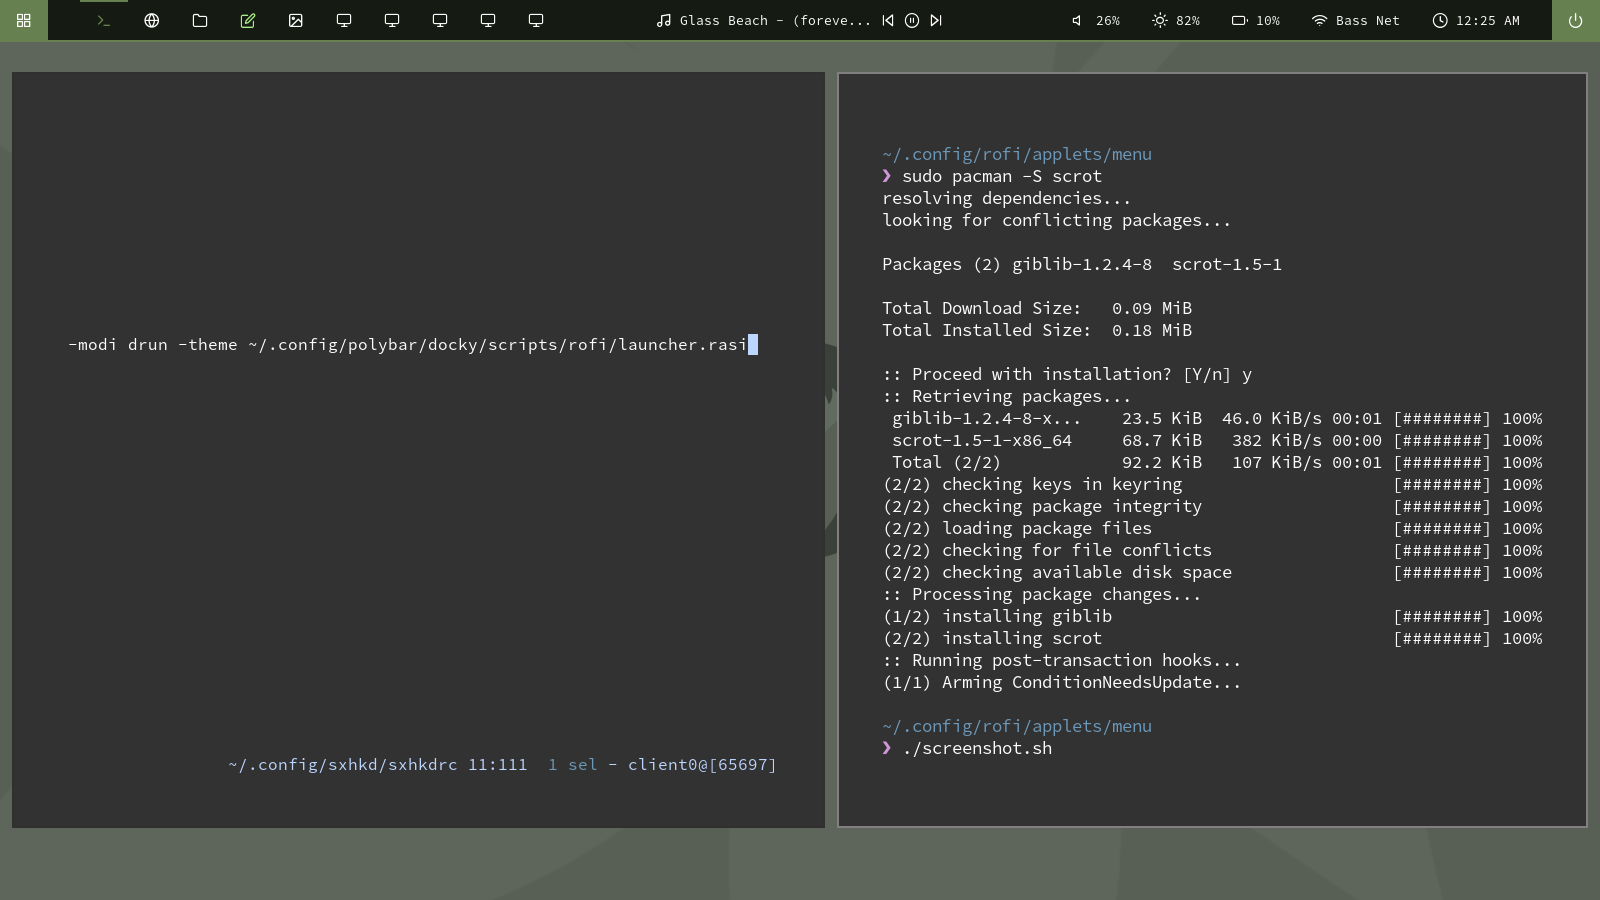 Glass Beach - (foreve...
26%
82%
10%
Bass Net
12:25 AM
-modi drun -theme ~/.config/polybar/docky/scripts/rofi/launcher.rasi
~/.config/sxhkd/sxhkdrc 11:111  1 sel - client0@[65697]
~/.config/rofi/applets/menu
❯ sudo pacman -S scrot
resolving dependencies...
looking for conflicting packages...
Packages (2) giblib-1.2.4-8  scrot-1.5-1
Total Download Size:   0.09 MiB
Total Installed Size:  0.18 MiB
:: Proceed with installation? [Y/n] y
:: Retrieving packages...
giblib-1.2.4-8-x...    23.5 KiB  46.0 KiB/s 00:01 [########] 100%
scrot-1.5-1-x86_64     68.7 KiB   382 KiB/s 00:00 [########] 100%
Total (2/2)            92.2 KiB   107 KiB/s 00:01 [########] 100%
(2/2) checking keys in keyring                     [########] 100%
(2/2) checking package integrity                   [########] 100%
(2/2) loading package files                        [########] 100%
(2/2) checking for file conflicts                  [########] 100%
(2/2) checking available disk space                [########] 100%
:: Processing package changes...
(1/2) installing giblib                            [########] 100%
(2/2) installing scrot                             [########] 100%
:: Running post-transaction hooks...
(1/1) Arming ConditionNeedsUpdate...
~/.config/rofi/applets/menu
❯ ./screenshot.sh